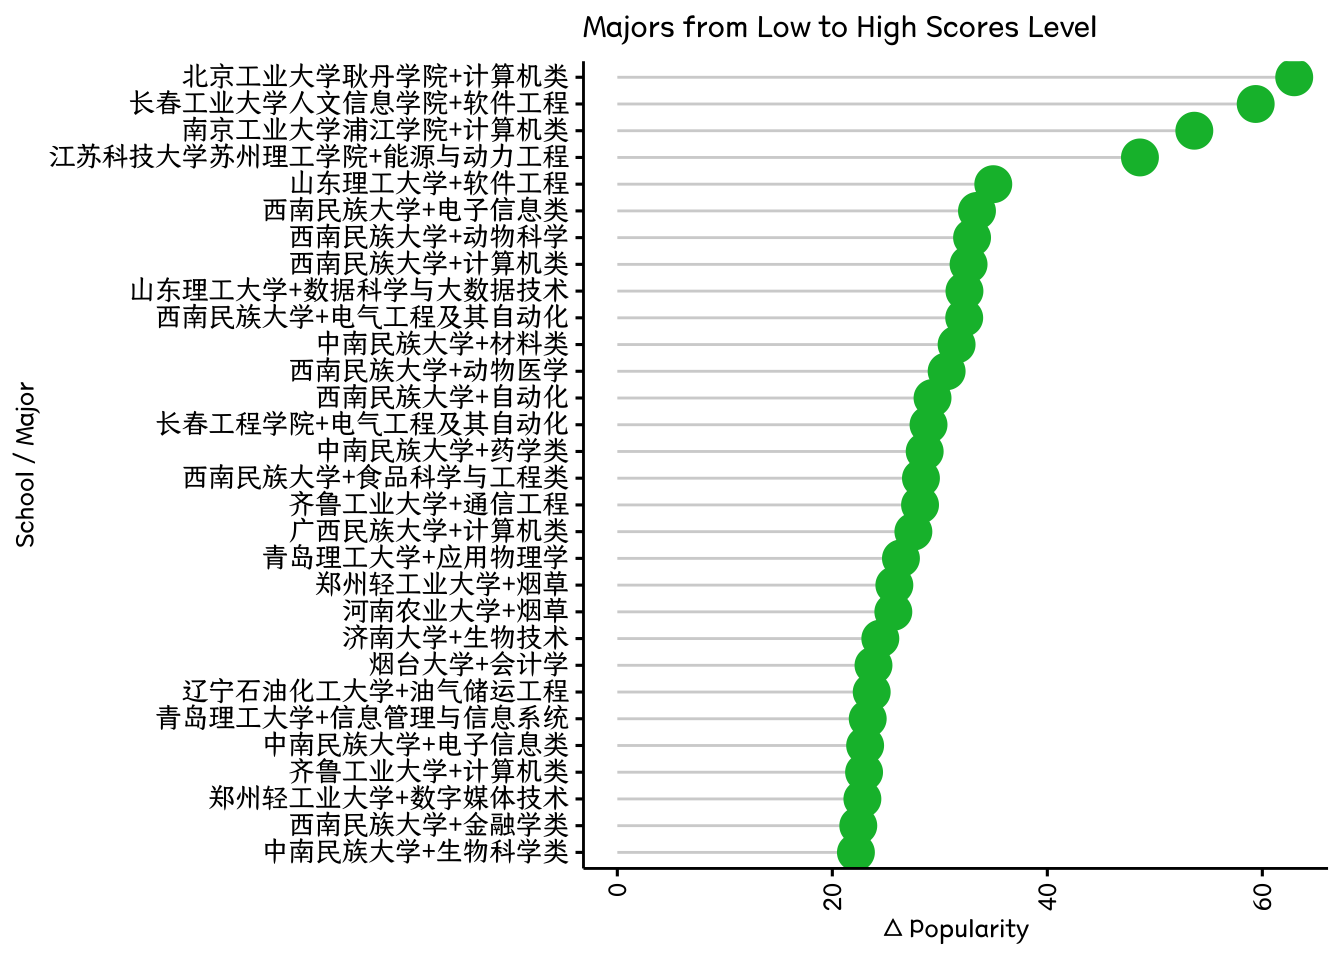 Majors from Low to High Scores Level
北京工业大学耿丹学院+计算机类
长春工业大学人文信息学院+软件工程
南京工业大学浦江学院+计算机类
江苏科技大学苏州理工学院+能源与动力工程
山东理工大学+软件工程
西南民族大学+电子信息类
西南民族大学+动物科学
西南民族大学+计算机类
山东理工大学+数据科学与大数据技术
西南民族大学+电气工程及其自动化
中南民族大学+材料类
西南民族大学+动物医学
西南民族大学+自动化
长春工程学院+电气工程及其自动化
中南民族大学+药学类
西南民族大学+食品科学与工程类
齐鲁工业大学+通信工程
广西民族大学+计算机类
青岛理工大学+应用物理学
郑州轻工业大学+烟草
河南农业大学+烟草
济南大学+生物技术
烟台大学+会计学
辽宁石油化工大学+油气储运工程
青岛理工大学+信息管理与信息系统
中南民族大学+电子信息类
齐鲁工业大学+计算机类
郑州轻工业大学+数字媒体技术
西南民族大学+金融学类
中南民族大学+生物科学类
School / Major
0 20 40 60
△ Popularity